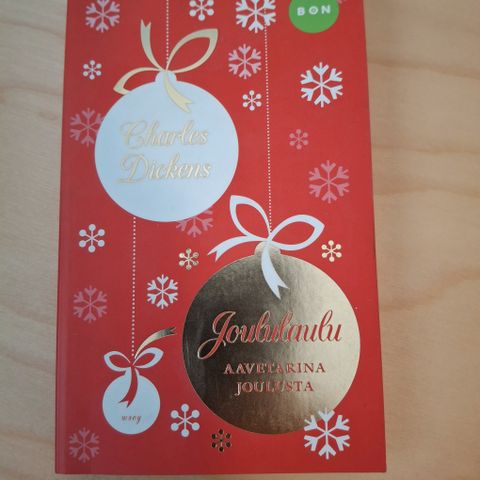 BON
Charles
Dickens
Joululaulu
AAVETARINA
JOULUSTA
wsoy